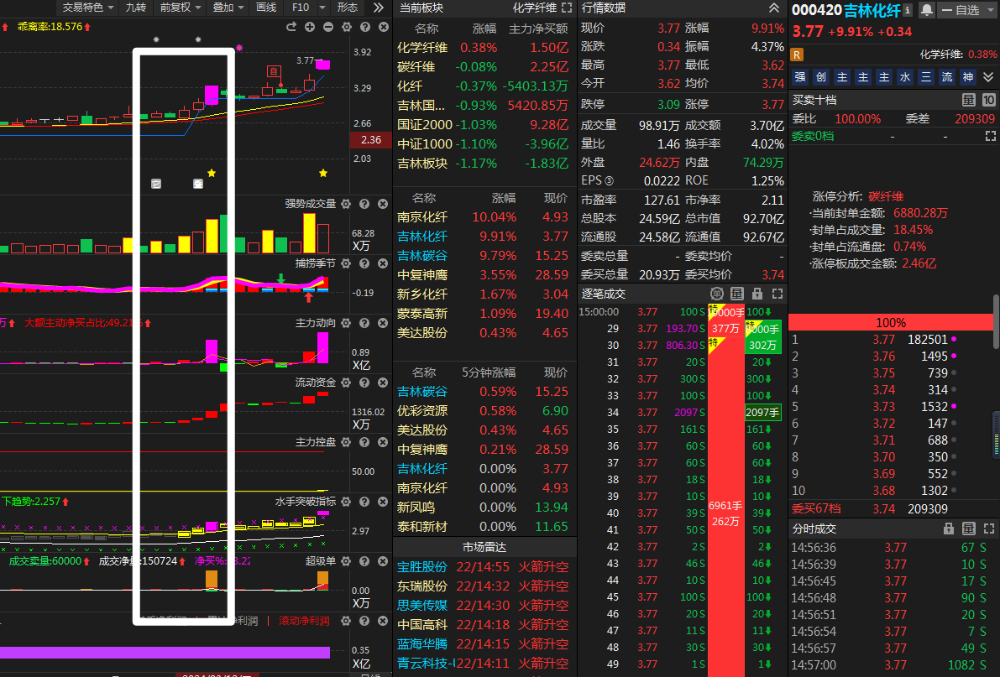 交易特色 九转 前复权 叠加 画线 F10 形态
乖离率:18.576
3.77
自
3.92
3.29
2.66
2.36
2.03
强势成交量
68.28
X万
捕捞季节
-0.19
万 大额主动净买占比:49.21%
主力动向
0.89
X亿
流动资金
1316.02
X万
主力控盘
50.00
下趋势:2.257
水手突破指标
2.97
成交卖量:60000 成交净量:150724 净买%:
超级单
0.00
X万
净利润 | 滚动净利润
0.35
X亿
当前板块 化学纤维
名称 涨幅 主力净买额
化学纤维 0.38% 1.50亿
碳纤维 -0.08% 2.25亿
化纤 -0.37% -5403.13万
吉林国... -0.93% 5420.85万
国证2000 -1.03% 9.28亿
中证1000 -1.10% -3.96亿
吉林板块 -1.17% -1.83亿
名称 涨幅 现价
南京化纤 10.04% 4.93
吉林化纤 9.91% 3.77
吉林碳谷 9.79% 15.25
中复神鹰 3.55% 28.59
新乡化纤 1.67% 3.04
蒙泰高新 1.09% 19.40
美达股份 0.43% 4.65
名称 5分钟涨幅 现价
吉林碳谷 0.59% 15.25
优彩资源 0.58% 6.90
美达股份 0.43% 4.65
中复神鹰 0.21% 28.59
吉林化纤 0.00% 3.77
南京化纤 0.00% 4.93
新凤鸣 0.00% 13.94
泰和新材 0.00% 11.65
市场雷达
宝胜股份 22/14:55 火箭升空
东瑞股份 22/14:32 火箭升空
思美传媒 22/14:30 火箭升空
中国高科 22/14:18 火箭升空
蓝海华腾 22/14:15 火箭升空
青云科技-U 22/14:11 火箭升空
行情数据
现价 3.77 涨幅 9.91%
涨跌 0.34 振幅 4.37%
最高 3.77 最低 3.62
今开 3.62 均价 3.74
跌停 3.09 涨停 3.77
成交量 98.91万 成交额 3.70亿
量比 1.46 换手率 4.02%
外盘 24.62万 内盘 74.29万
EPS ③ 0.0222 ROE 1.25%
市盈率 127.61 市净率 2.11
总股本 24.59亿 总市值 92.70亿
流通股 24.58亿 流通值 92.67亿
委卖总量 - 委卖均价 -
委买总量 20.93万 委买均价 3.74
逐笔成交 单 量
15:00:00 3.77 100 S 特 000手 100
29 3.77 193.70 S 377万 特 000手
30 3.77 806.30 S 特 302万
31 3.77 20 S 20
32 3.77 300 S 300
33 3.77 100 S 100
34 3.77 2097 S 2097手
35 3.77 161 S 161
36 3.77 60 S 60
37 3.77 60 S 60
38 3.77 18 S 18
39 3.77 10 S 10
40 3.77 39 S 6961手 39
41 3.77 50 S 262万 50
42 3.77 2 S 2
43 3.77 46 S 46
44 3.77 10 S 10
45 3.77 100 S 100
46 3.77 20 S 20
47 3.77 11 S 11
48 3.77 30 S 30
49 3.77 1 S 1
000420 吉林化纤 自选
3.77 +9.91% +0.34
R 化学纤维: 0.38%
强 创 主 主 主 水 三 流 神
买卖十档 量 10
委比 100.00% 委差 209309
委卖0档 - -
涨停分析: 碳纤维
·当前封单金额: 6880.28万
·封单占成交量: 18.45%
·封单占流通盘: 0.74%
·涨停板成交金额: 2.46亿
100%
1 3.77 182501
2 3.76 1495
3 3.75 739
4 3.74 314
5 3.73 1532
6 3.72 147
7 3.71 688
8 3.70 350
9 3.69 552
10 3.68 1302
委买67档 3.74 209309
分时成交 量
14:56:36 3.77 67 S
14:56:39 3.77 10 S
14:56:45 3.77 17 S
14:56:48 3.77 90 S
14:56:51 3.77 20 S
14:56:54 3.77 7 S
14:56:57 3.77 49 S
14:57:00 3.77 1082 S